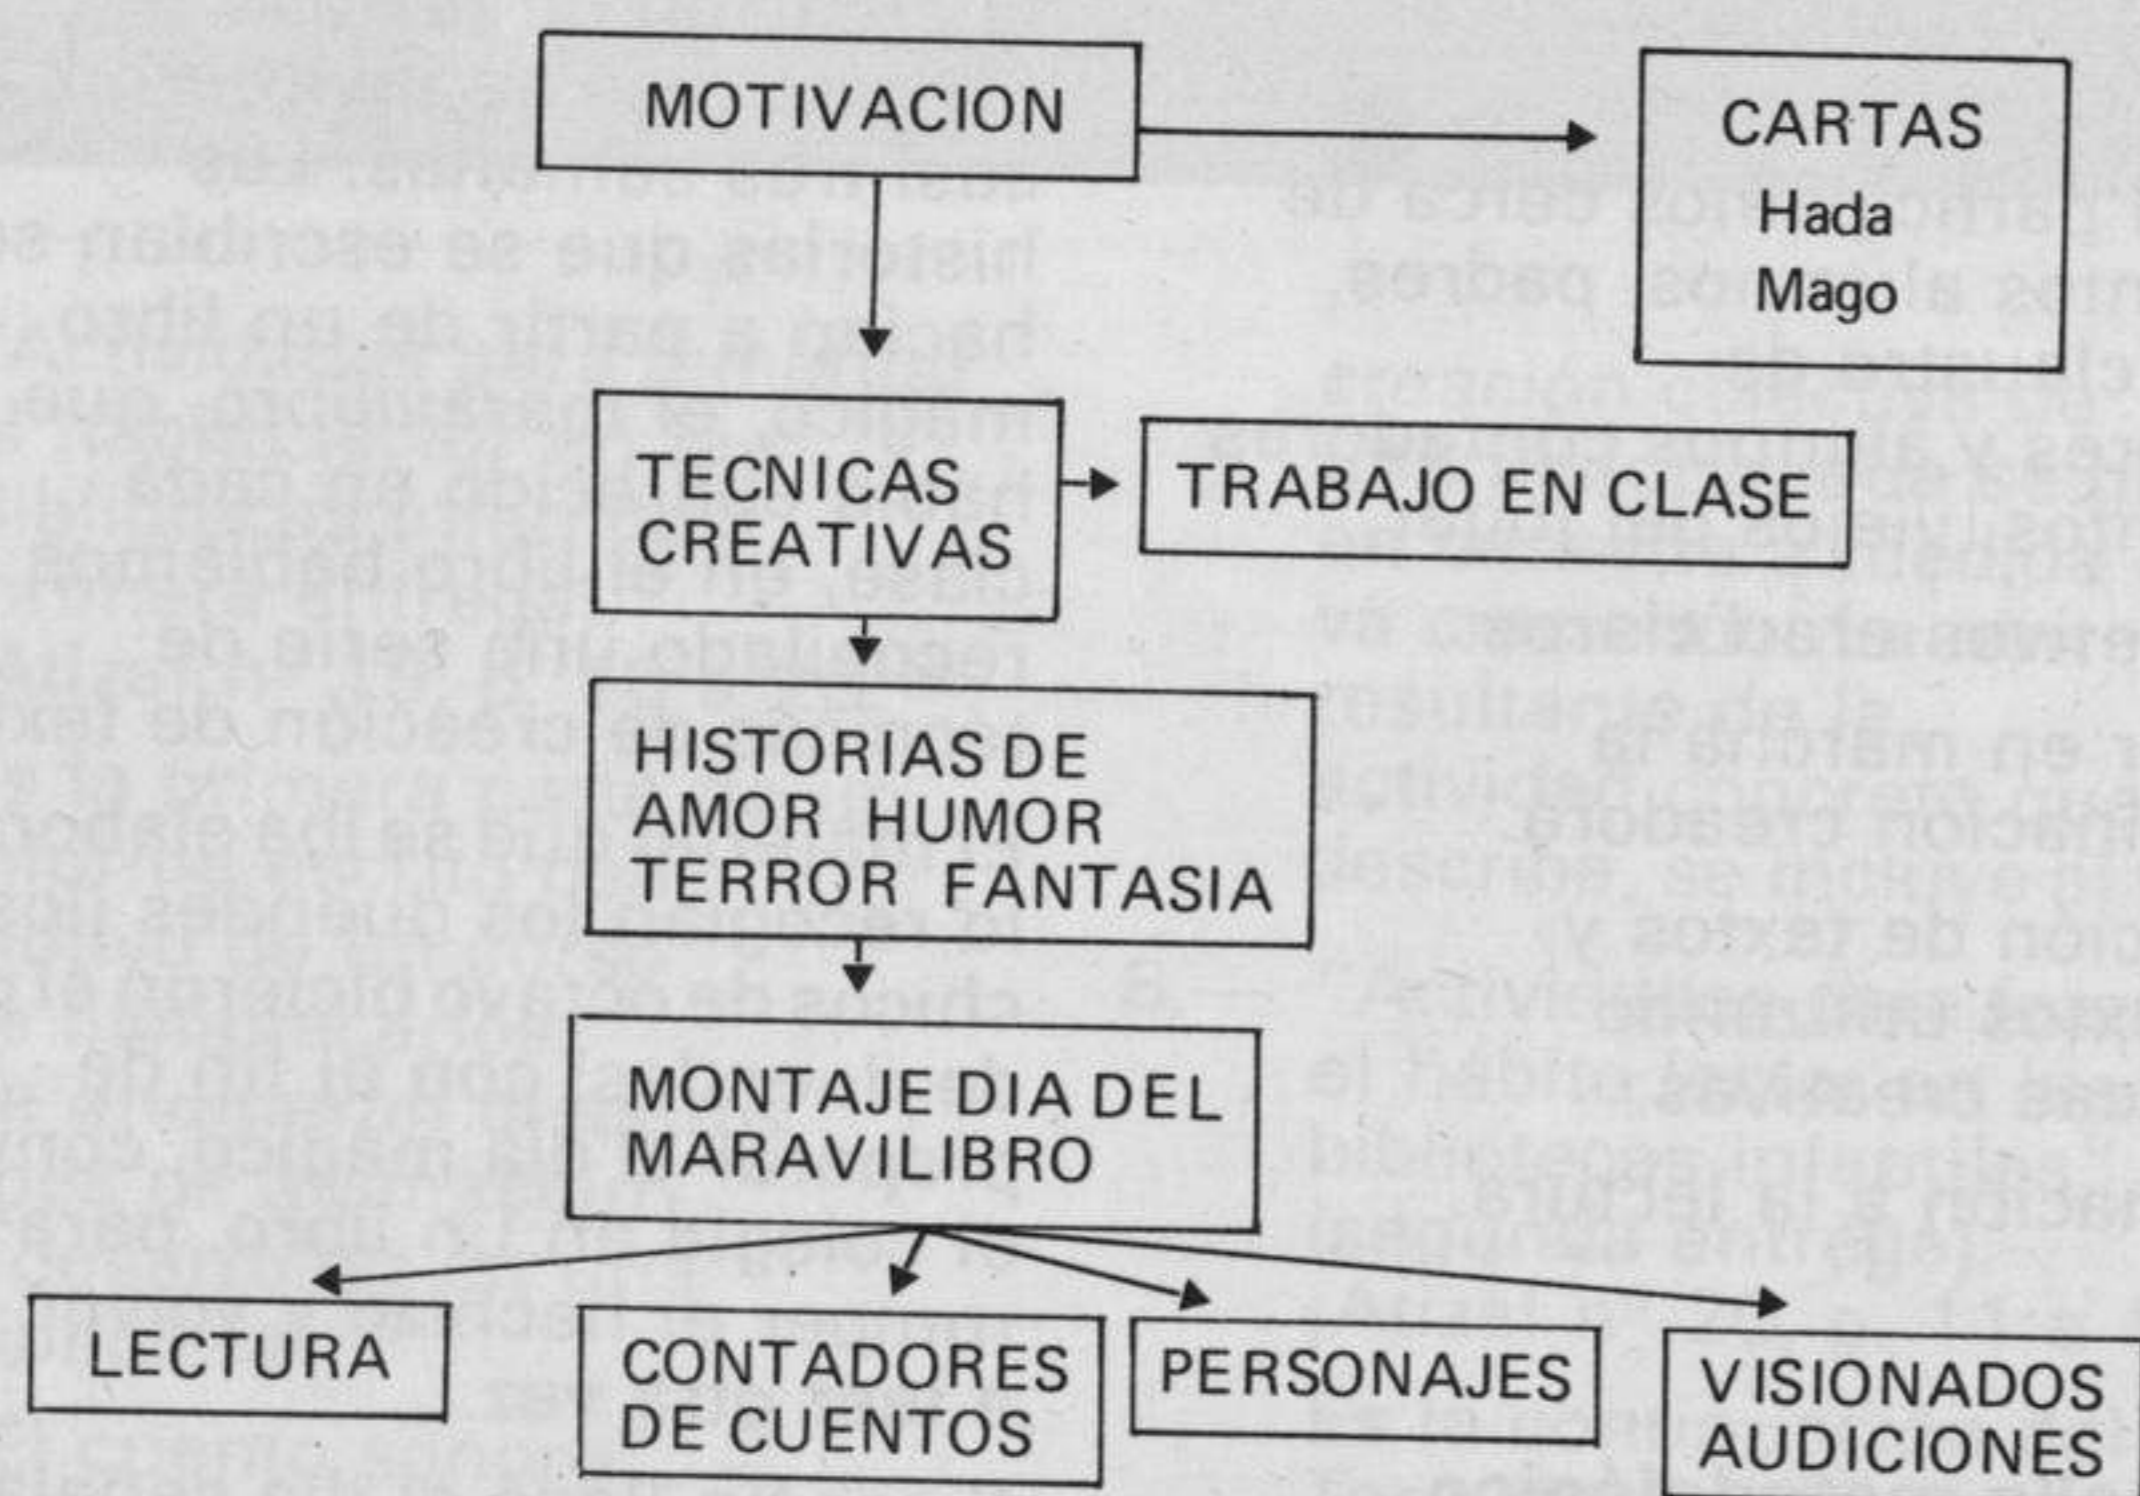 MOTIVACION
CARTAS
Hada
Mago
TECNICAS
CREATIVAS
TRABAJO EN CLASE
HISTORIAS DE
AMOR HUMOR
TERROR FANTASIA
MONTAJE DIA DEL
MARAVILIBRO
LECTURA
CONTADORES
DE CUENTOS
PERSONAJES
VISIONADOS
AUDICIONES